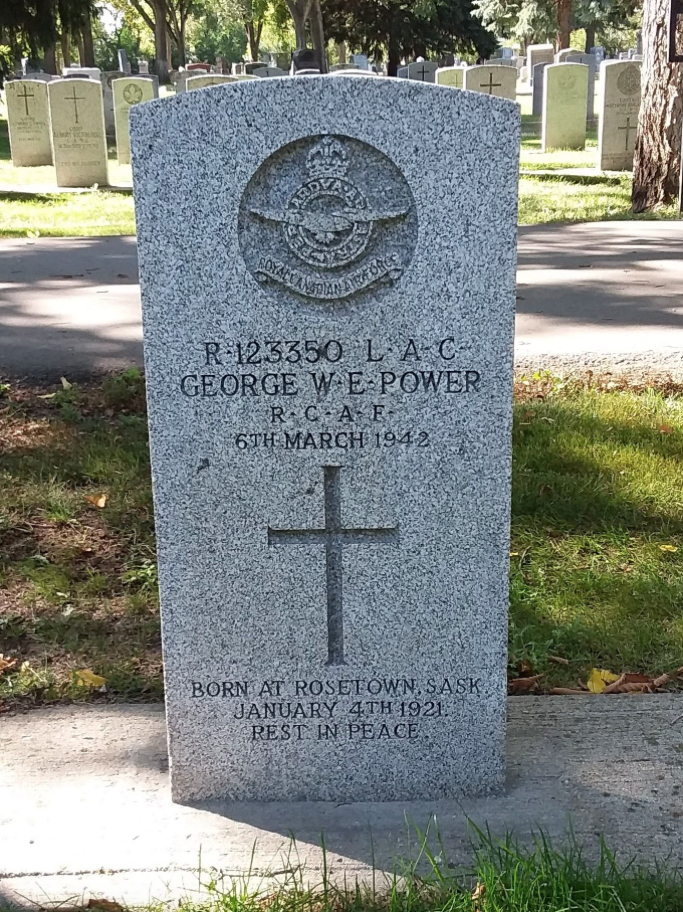 ROYAL CANADIAN AIR FORCE
R·123350 L·A·C·
GEORGE W·E·POWER
R·C·A·F·
6TH MARCH 1942
BORN AT ROSETOWN, SASK.
JANUARY 4TH 1921.
REST IN PEACE.